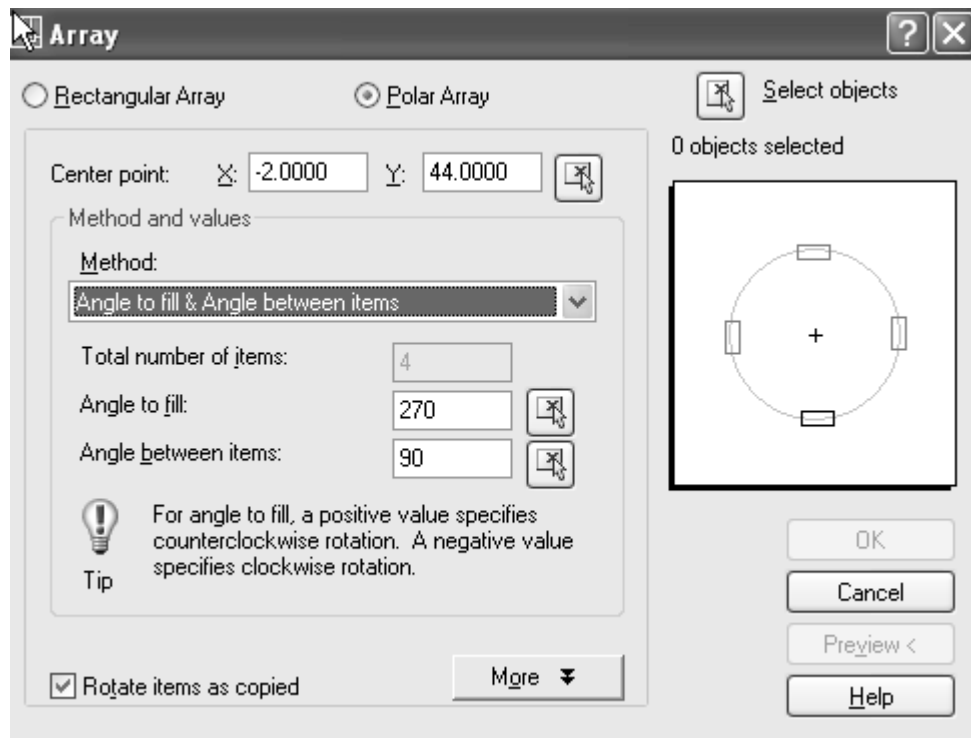 Array
Rectangular Array
Polar Array
Select objects
0 objects selected
Center point: X: -2.0000 Y: 44.0000
Method and values
Method:
Angle to fill & Angle between items
Total number of items: 4
Angle to fill: 270
Angle between items: 90
For angle to fill, a positive value specifies
counterclockwise rotation. A negative value
specifies clockwise rotation.
Tip
Rotate items as copied
More
OK
Cancel
Preview <
Help